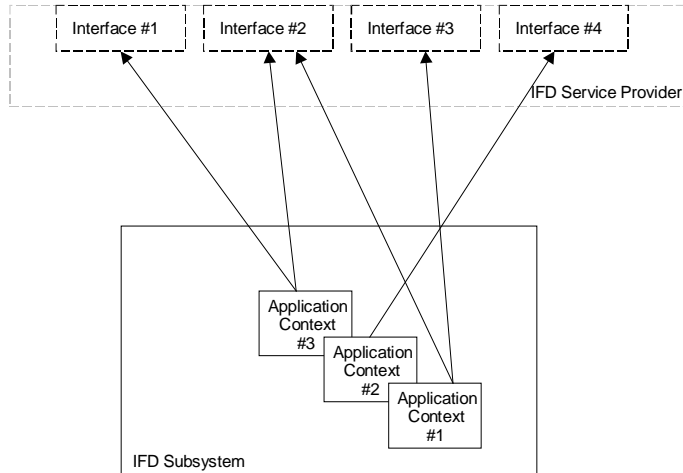 Interface #1
Interface #2
Interface #3
Interface #4
IFD Service Provider
Application
Context
#3
Application
Context
#2
Application
Context
#1
IFD Subsystem